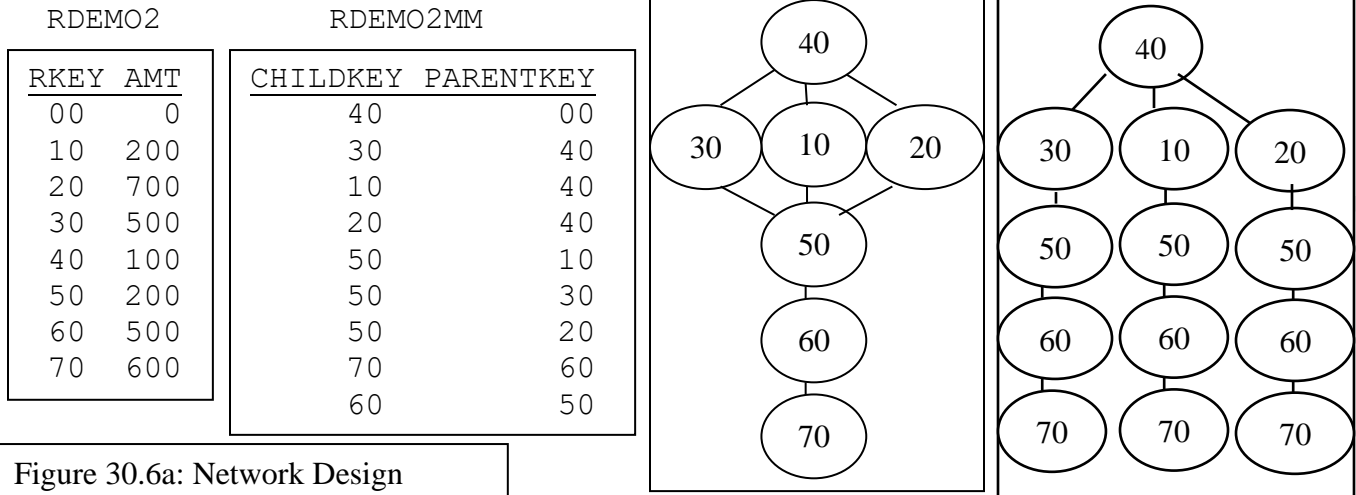 RDEMO2 RDEMO2MM
RKEY AMT
00 0
10 200
20 700
30 500
40 100
50 200
60 500
70 600
CHILDKEY PARENTKEY
40 00
30 40
10 40
20 40
50 10
50 30
50 20
70 60
60 50
Figure 30.6a: Network Design
40
30 10 20
50
60
70
40
30 10 20
50 50 50
60 60 60
70 70 70